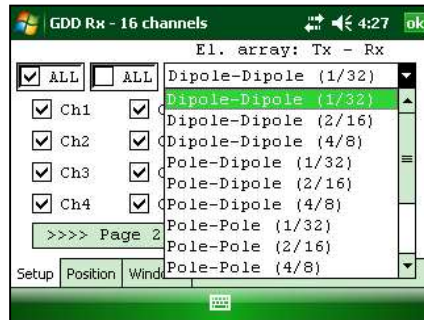 GDD Rx - 16 channels 4:27 ok
El. array: Tx - Rx
ALL ALL Dipole-Dipole (1/32)
Dipole-Dipole (1/32)
Ch1 Dipole-Dipole (2/16)
Ch2 Dipole-Dipole (4/8)
Pole-Dipole (1/32)
Ch3 Pole-Dipole (2/16)
Ch4 Pole-Dipole (4/8)
Pole-Pole (1/32)
>>>> Page 2 Pole-Pole (2/16)
Setup Position Pole-Pole (4/8)